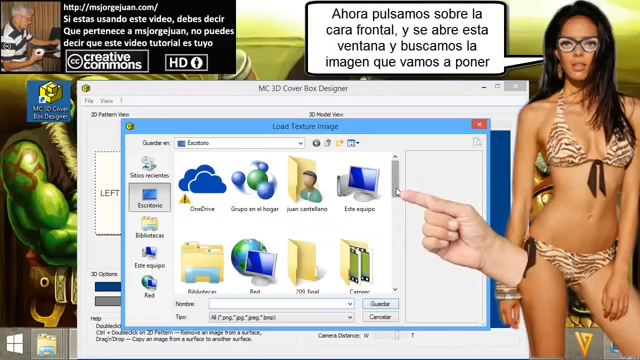 http://msjorgejuan.com/
Si estas usando este video, debes decir
Que pertenece a msjorgejuan, no puedes
decir que este video tutorial es tuyo
creative commons
HD
Ahora pulsamos sobre la
cara frontal, y se abre esta
ventana y buscamos la
imagen que vamos a poner
MC 3D Cover
Box Designer
MC 3D Cover Box Designer
File View ?
2D Pattern View
3D Model View
Load Texture Image
Guardar en:
Escritorio
Sitios recientes
Escritorio
Bibliotecas
Este equipo
Red
OneDrive
Grupo en el hogar
juan cantellano
Este equipo
Bibliotecas
Red
209_final
Camrec
LEFT
3D Options
Nombre:
Guardar
Tipo:
All (*.png;*.jpg;*.jpeg;*.bmp)
Cancelar
Help
Doubleclick
Ctrl + Doubleclick on 2D Pattern — Remove an image from a surface.
Drag'n'Drop — Copy an image from a surface.
Camera Distance: